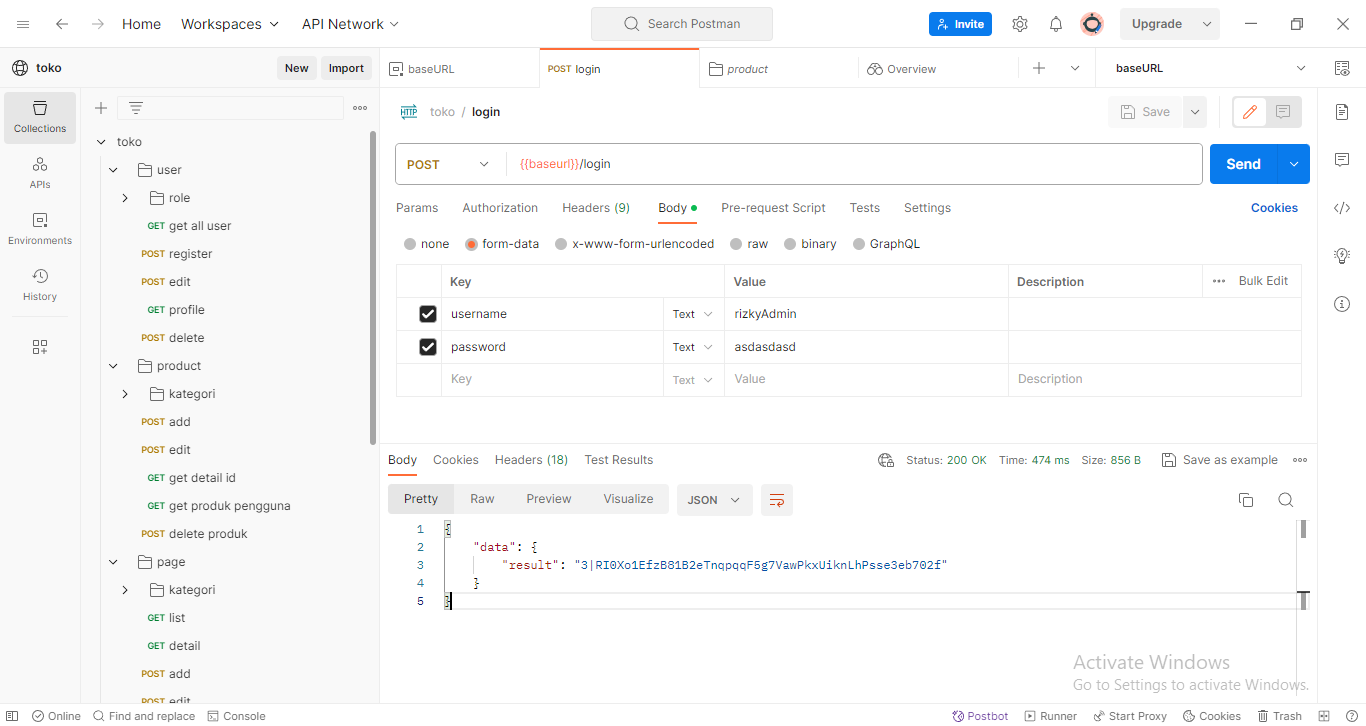 Home Workspaces API Network Search Postman Invite Upgrade
toko New Import baseURL POST login product Overview baseURL
Collections
APIs
Environments
History
toko
user
role
GET get all user
POST register
POST edit
GET profile
POST delete
product
kategori
POST add
POST edit
GET get detail id
GET get produk pengguna
POST delete produk
page
kategori
GET list
GET detail
POST add
POST edit
HTTP toko / login Save
POST {{baseurl}}/login Send
Params Authorization Headers (9) Body Pre-request Script Tests Settings Cookies
none form-data x-www-form-urlencoded raw binary GraphQL
Key Value Description Bulk Edit
username Text rizkyAdmin
password Text asdasdasd
Key Text Value Description
Body Cookies Headers (18) Test Results Status: 200 OK Time: 474 ms Size: 856 B Save as example
Pretty Raw Preview Visualize JSON
1 {
2 "data": {
3 "result": "3|RI0Xo1EfzB81B2eTnqpqqF5g7VawPkxUiknLhPsse3eb702f"
4 }
5 }
Activate Windows
Go to Settings to activate Windows.
Online Find and replace Console Postbot Runner Start Proxy Cookies Trash